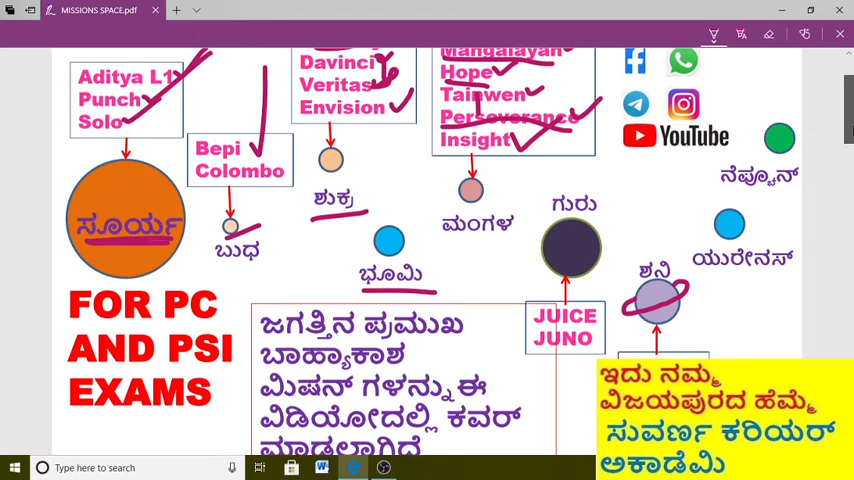 MISSIONS SPACE.pdf
Aditya L1
Punch
Solo
Davinci
Veritas
Envision
Mangalayan
Hope
Tainwen
Perseverance
Insight
YouTube
Bepi
Colombo
ಸೂರ್ಯ
ಬುಧ
ಶುಕ್ರ
ಭೂಮಿ
ಮಂಗಳ
ಗುರು
ಶನಿ
ಯುರೇನಸ್
ನೆಪ್ಚೂನ್
JUICE
JUNO
FOR PC
AND PSI
EXAMS
ಜಗತ್ತಿನ ಪ್ರಮುಖ
ಬಾಹ್ಯಾಕಾಶ
ಮಿಷನ್ ಗಳನ್ನು ಈ
ವಿಡಿಯೋದಲ್ಲಿ ಕವರ್
ಮಾಡಲಾಗಿದೆ
ಇದು ನಮ್ಮ
ವಿಜಯಪುರದ ಹೆಮ್ಮೆ
ಸುವರ್ಣ ಕರಿಯರ್
ಅಕಾಡೆಮಿ
Type here to search